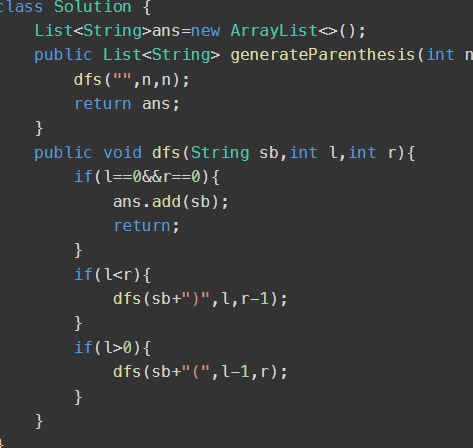 class Solution {
    List<String>ans=new ArrayList<>();
    public List<String> generateParenthesis(int n
        dfs("",n,n);
        return ans;
    }
    public void dfs(String sb,int l,int r){
        if(l==0&&r==0){
            ans.add(sb);
            return;
        }
        if(l<r){
            dfs(sb+")",l,r-1);
        }
        if(l>0){
            dfs(sb+"(",l-1,r);
        }
    }
}